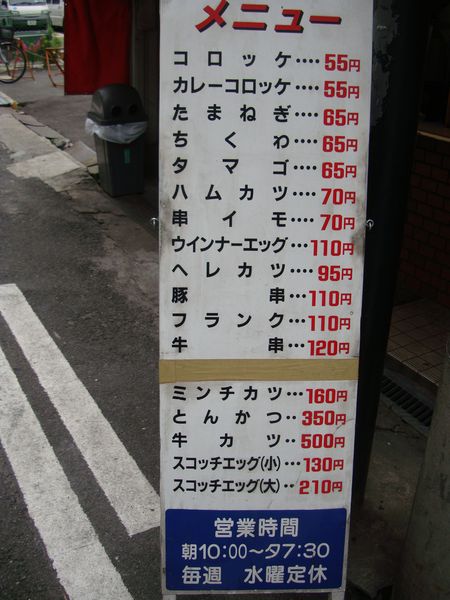 メニュー
コロッケ‥‥55円
カレーコロッケ‥‥55円
たまねぎ‥‥65円
ちくわ‥‥65円
タマゴ‥‥65円
ハムカツ‥‥70円
串イモ‥‥70円
ウインナーエッグ…110円
ヘレカツ‥‥95円
豚串…110円
フランク…110円
牛串…120円
ミンチカツ…160円
とんかつ‥350円
牛カツ‥500円
スコッチエッグ(小)…130円
スコッチエッグ(大)‥210円
営業時間
朝10:00〜夕7:30
毎週 水曜定休